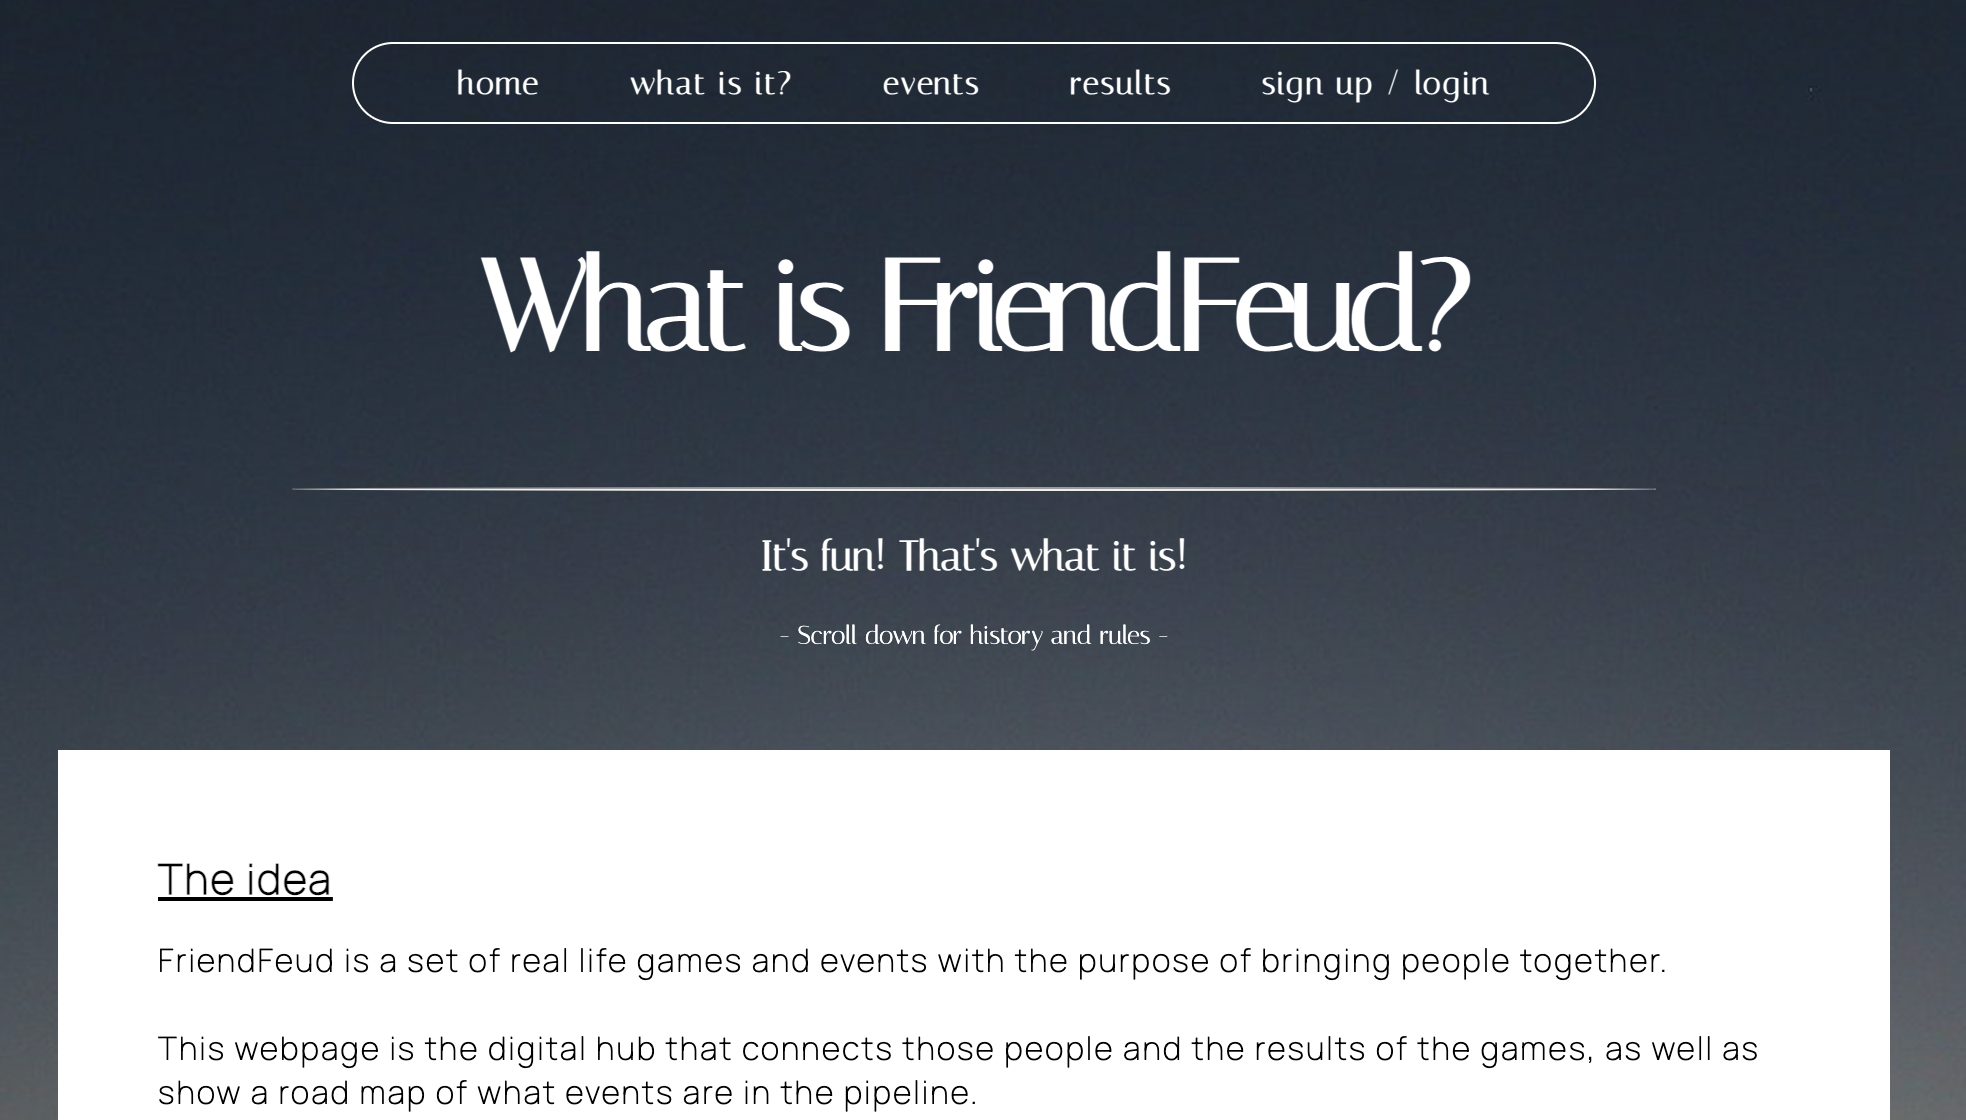 home what is it? events results sign up / login
What is FriendFeud?
It's fun! That's what it is!
- Scroll down for history and rules -
The idea
FriendFeud is a set of real life games and events with the purpose of bringing people together.
This webpage is the digital hub that connects those people and the results of the games, as well as
show a road map of what events are in the pipeline.